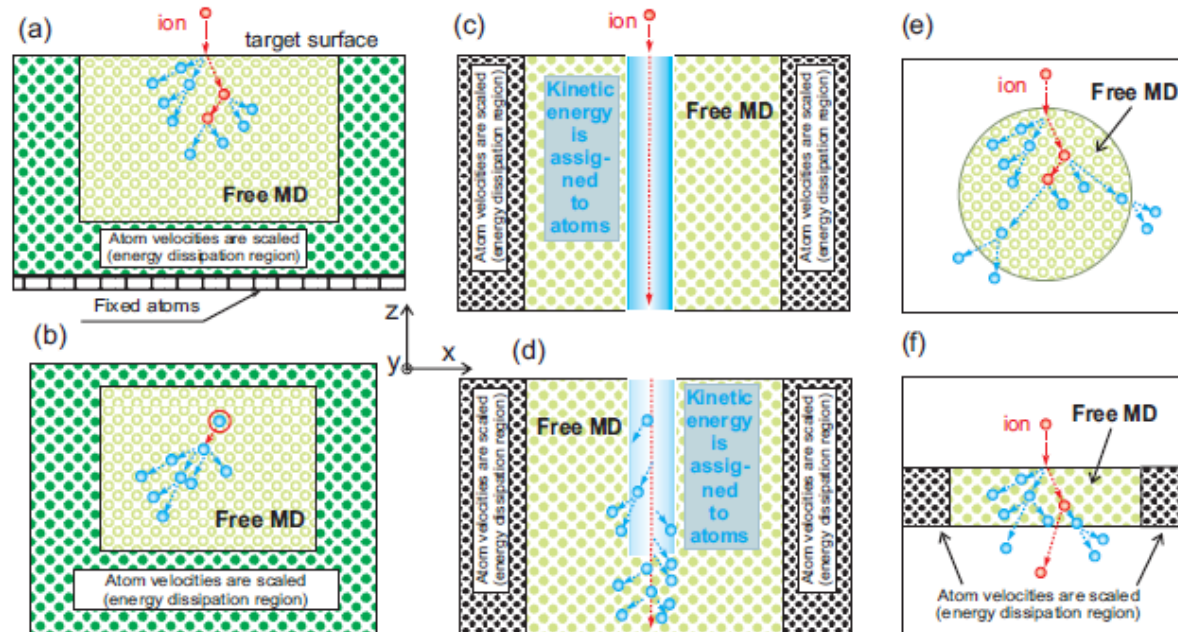 (a)
ion
target surface
Free MD
Atom velocities are scaled
(energy dissipation region)
Fixed atoms
(b)
Free MD
Atom velocities are scaled
(energy dissipation region)
z
y
x
(c)
ion
Atom velocities are scaled
(energy dissipation region)
Kinetic
energy
is
assig-
ned
to
atoms
Free MD
Atom velocities are scaled
(energy dissipation region)
(d)
Atom velocities are scaled
(energy dissipation region)
Free MD
Kinetic
energy
is
assig-
ned
to
atoms
Atom velocities are scaled
(energy dissipation region)
(e)
ion
Free MD
(f)
ion
Free MD
Atom velocities are scaled
(energy dissipation region)